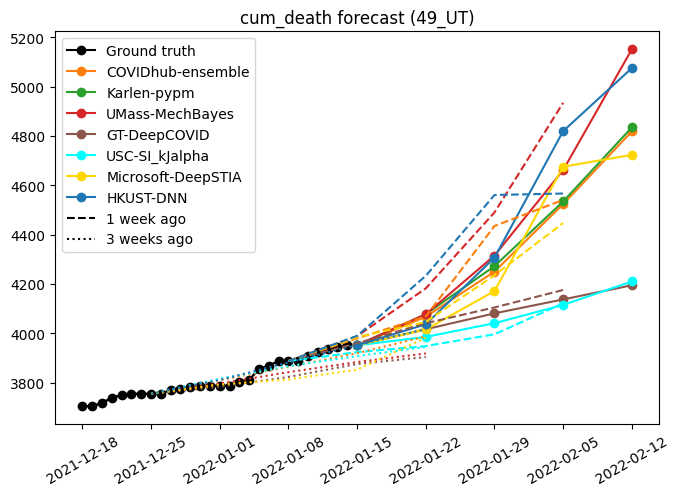 cum_death forecast (49_UT)
5200
5000
4800
4600
4400
4200
4000
3800
Ground truth
COVIDhub-ensemble
Karlen-pypm
UMass-MechBayes
GT-DeepCOVID
USC-SI_kJalpha
Microsoft-DeepSTIA
HKUST-DNN
1 week ago
3 weeks ago
2021-12-18
2021-12-25
2022-01-01
2022-01-08
2022-01-15
2022-01-22
2022-01-29
2022-02-05
2022-02-12